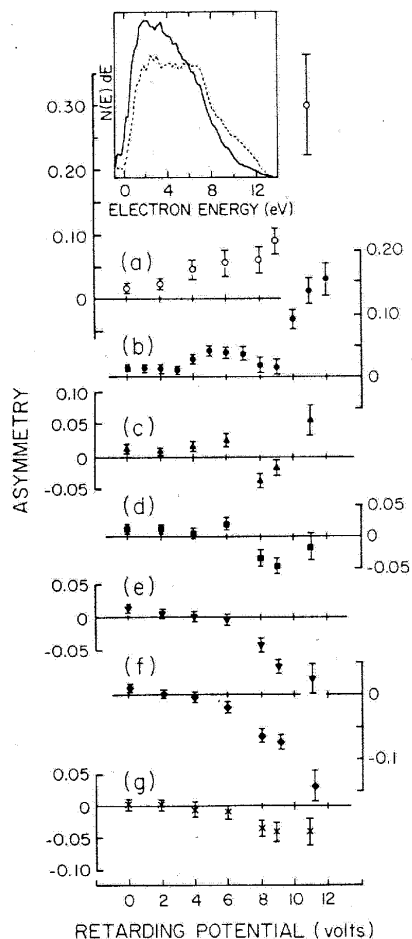 N(E) dE
0 4 8 12
ELECTRON ENERGY (eV)
ASYMMETRY
0.30
0.20
0.10
0
(a)
0.20
0.10
0
(b)
0.10
0
-0.05
(c)
0.05
0
-0.05
(d)
0.05
0
-0.05
(e)
0
-0.1
(f)
0.05
0
-0.05
-0.10
(g)
0 2 4 6 8 10 12
RETARDING POTENTIAL (volts)